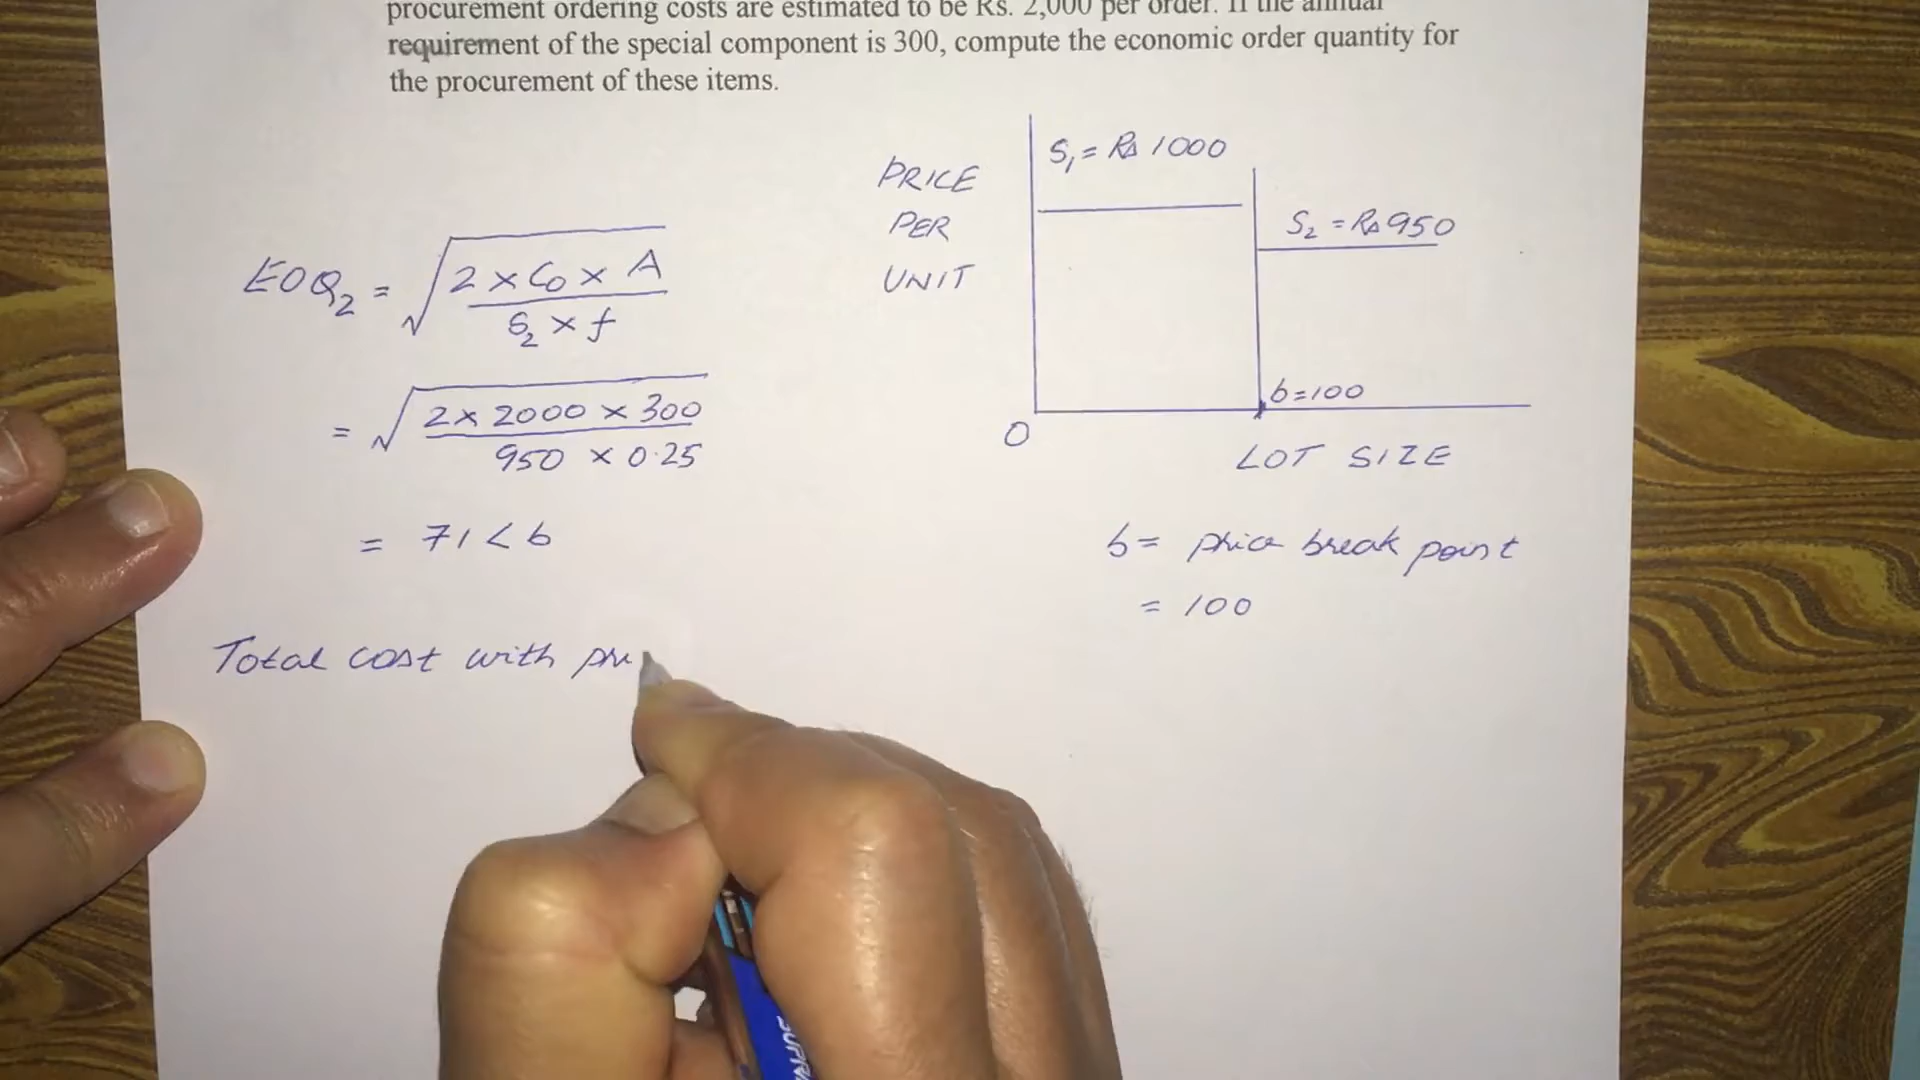 procurement ordering costs are estimated to be Rs. 2,000 per order. If the annual
requirement of the special component is 300, compute the economic order quantity for
the procurement of these items.
PRICE
PER
UNIT
S₁ = Rs 1000
S₂ = Rs 950
b=100
0
LOT SIZE
EOQ₂ = √ 2 × C₀ × A
S₂ × f
= √ 2 × 2000 × 300
950 × 0.25
= 71 < b
b = price break point
= 100
Total cost with pri